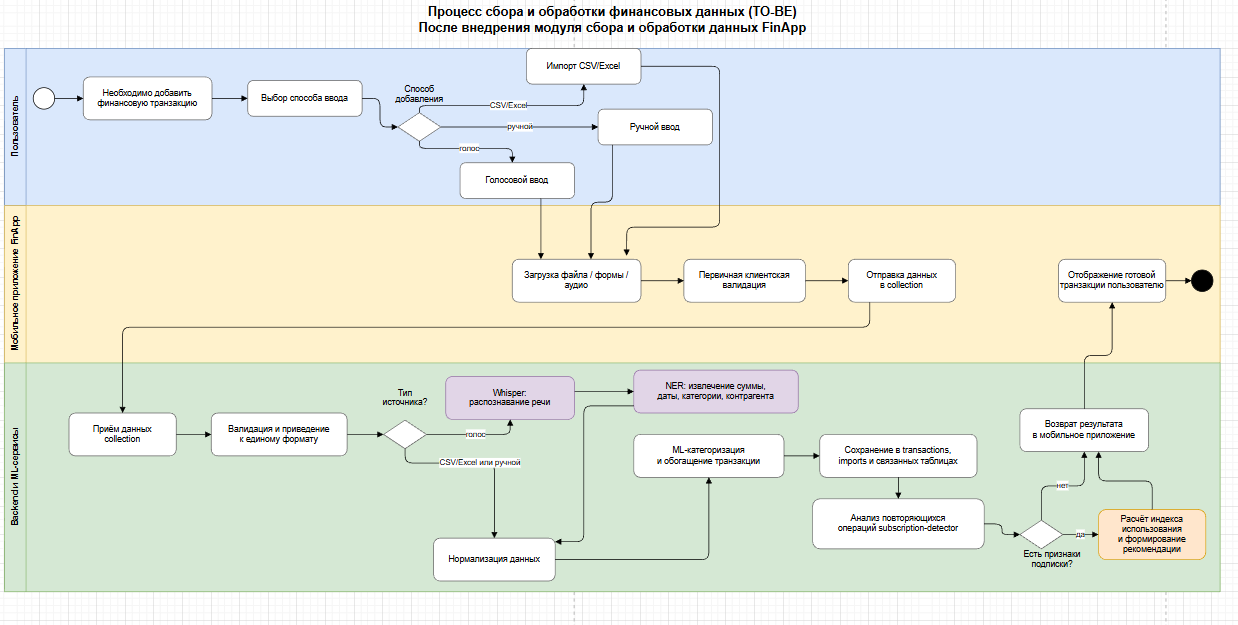 Процесс сбора и обработки финансовых данных (TO-BE)
После внедрения модуля сбора и обработки данных FinApp
Пользователь
Необходимо добавить
финансовую транзакцию
Выбор способа ввода
Способ
добавления
CSV/Excel
ручной
голос
Импорт CSV/Excel
Ручной ввод
Голосовой ввод
Мобильное приложение FinApp
Загрузка файла / формы /
аудио
Первичная клиентская
валидация
Отправка данных
в collection
Отображение готовой
транзакции пользователю
Backend и ML-сервисы
Приём данных
collection
Валидация и приведение
к единому формату
Тип
источника?
голос
CSV/Excel или ручной
Whisper:
распознавание речи
NER: извлечение суммы,
даты, категории, контрагента
Нормализация данных
ML-категоризация
и обогащение транзакции
Сохранение в transactions,
imports и связанных таблицах
Анализ повторяющихся
операций subscription-detector
Есть признаки
подписки?
нет
да
Возврат результата
в мобильное приложение
Расчёт индекса
использования
и формирование
рекомендации